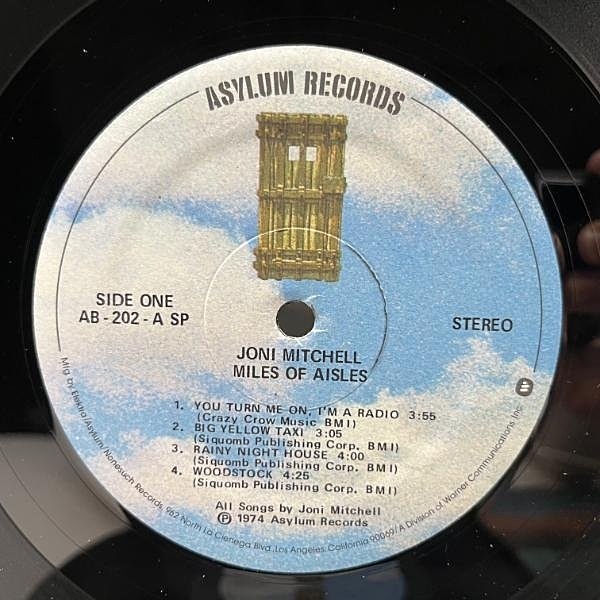 ASYLUM RECORDS
SIDE ONE
AB-202-A SP
STEREO
JONI MITCHELL
MILES OF AISLES
1. YOU TURN ME ON, I'M A RADIO 3:55
(Crazy Crow Music BMI)
2. BIG YELLOW TAXI 3:05
(Siquomb Publishing Corp. BMI)
3. RAINY NIGHT HOUSE 4:00
(Siquomb Publishing Corp. BMI)
4. WOODSTOCK 4:25
(Siquomb Publishing Corp. BMI)
All Songs by Joni Mitchell
Ⓟ 1974 Asylum Records
Mfg by Elektra/Asylum/Nonesuch Records, 962 North La Cienega Blvd., Los Angeles, California 90069/A Division of Warner Communications Inc.